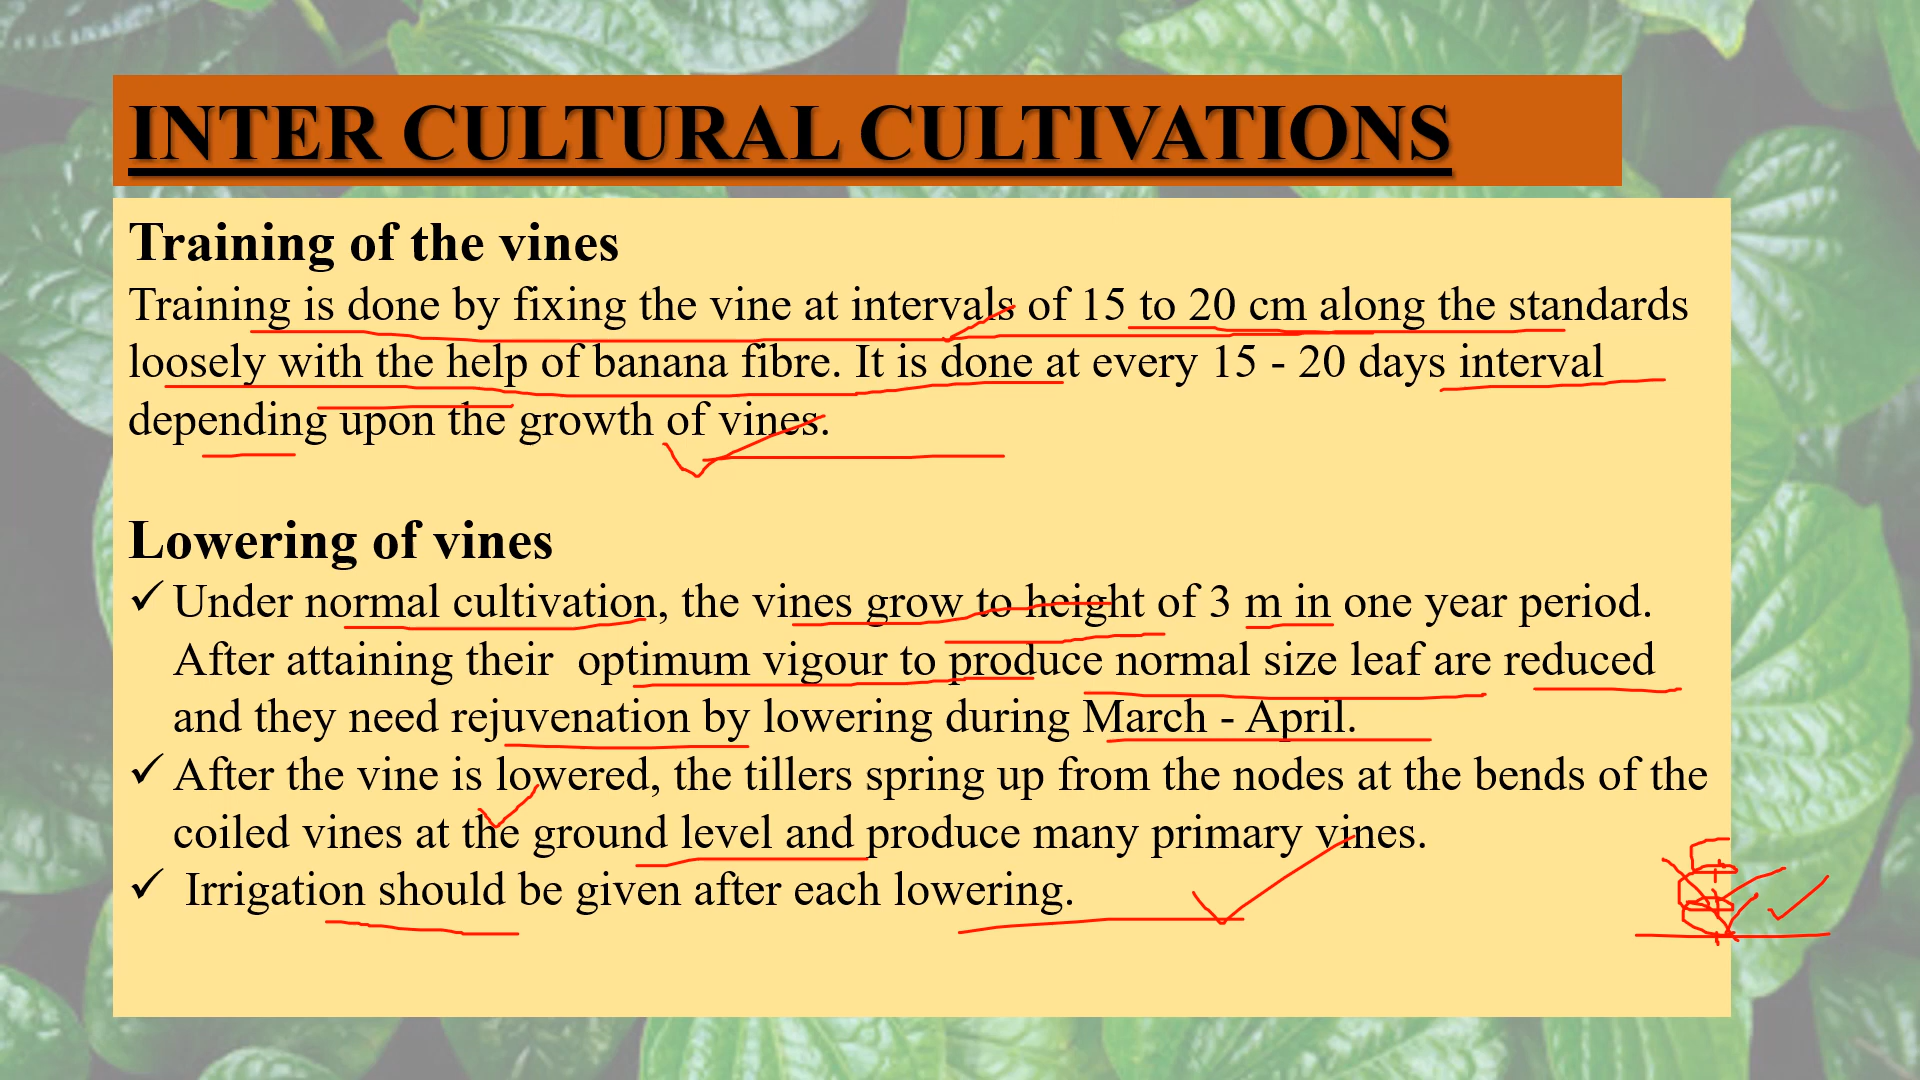 INTER CULTURAL CULTIVATIONS
Training of the vines
Training is done by fixing the vine at intervals of 15 to 20 cm along the standards
loosely with the help of banana fibre. It is done at every 15 - 20 days interval
depending upon the growth of vines.
Lowering of vines
✓ Under normal cultivation, the vines grow to height of 3 m in one year period.
After attaining their  optimum vigour to produce normal size leaf are reduced
and they need rejuvenation by lowering during March - April.
✓ After the vine is lowered, the tillers spring up from the nodes at the bends of the
coiled vines at the ground level and produce many primary vines.
✓ Irrigation should be given after each lowering.